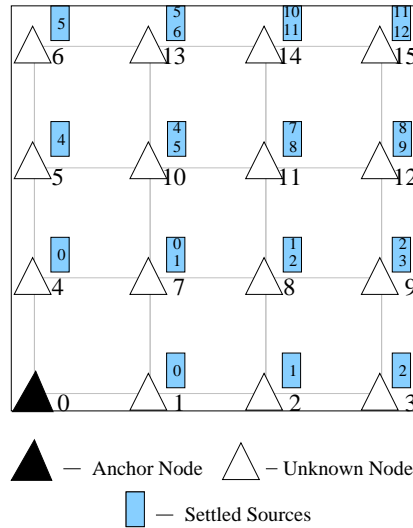 5 5 10 11
6 11 12
6 13 14 15
4 4 7 8
5 8 9
5 10 11 12
0 0 1 2
1 2 3
4 7 8 9
0 1 2
0 1 2 3
— Anchor Node – Unknown Node
— Settled Sources